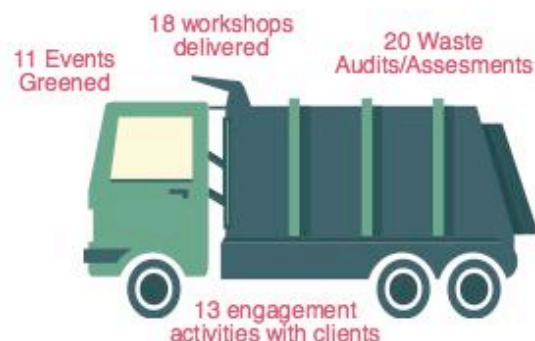 18 workshops
delivered
11 Events
Greened
20 Waste
Audits/Assesments
13 engagement
activities with clients